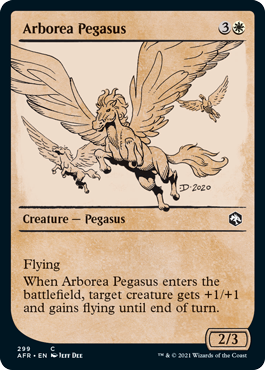 Arborea Pegasus 3
D·2020
Creature — Pegasus
Flying
When Arborea Pegasus enters the
battlefield, target creature gets +1/+1
and gains flying until end of turn.
2/3
299 C
AFR • EN Jeff Dee
™ & © 2021 Wizards of the Coast